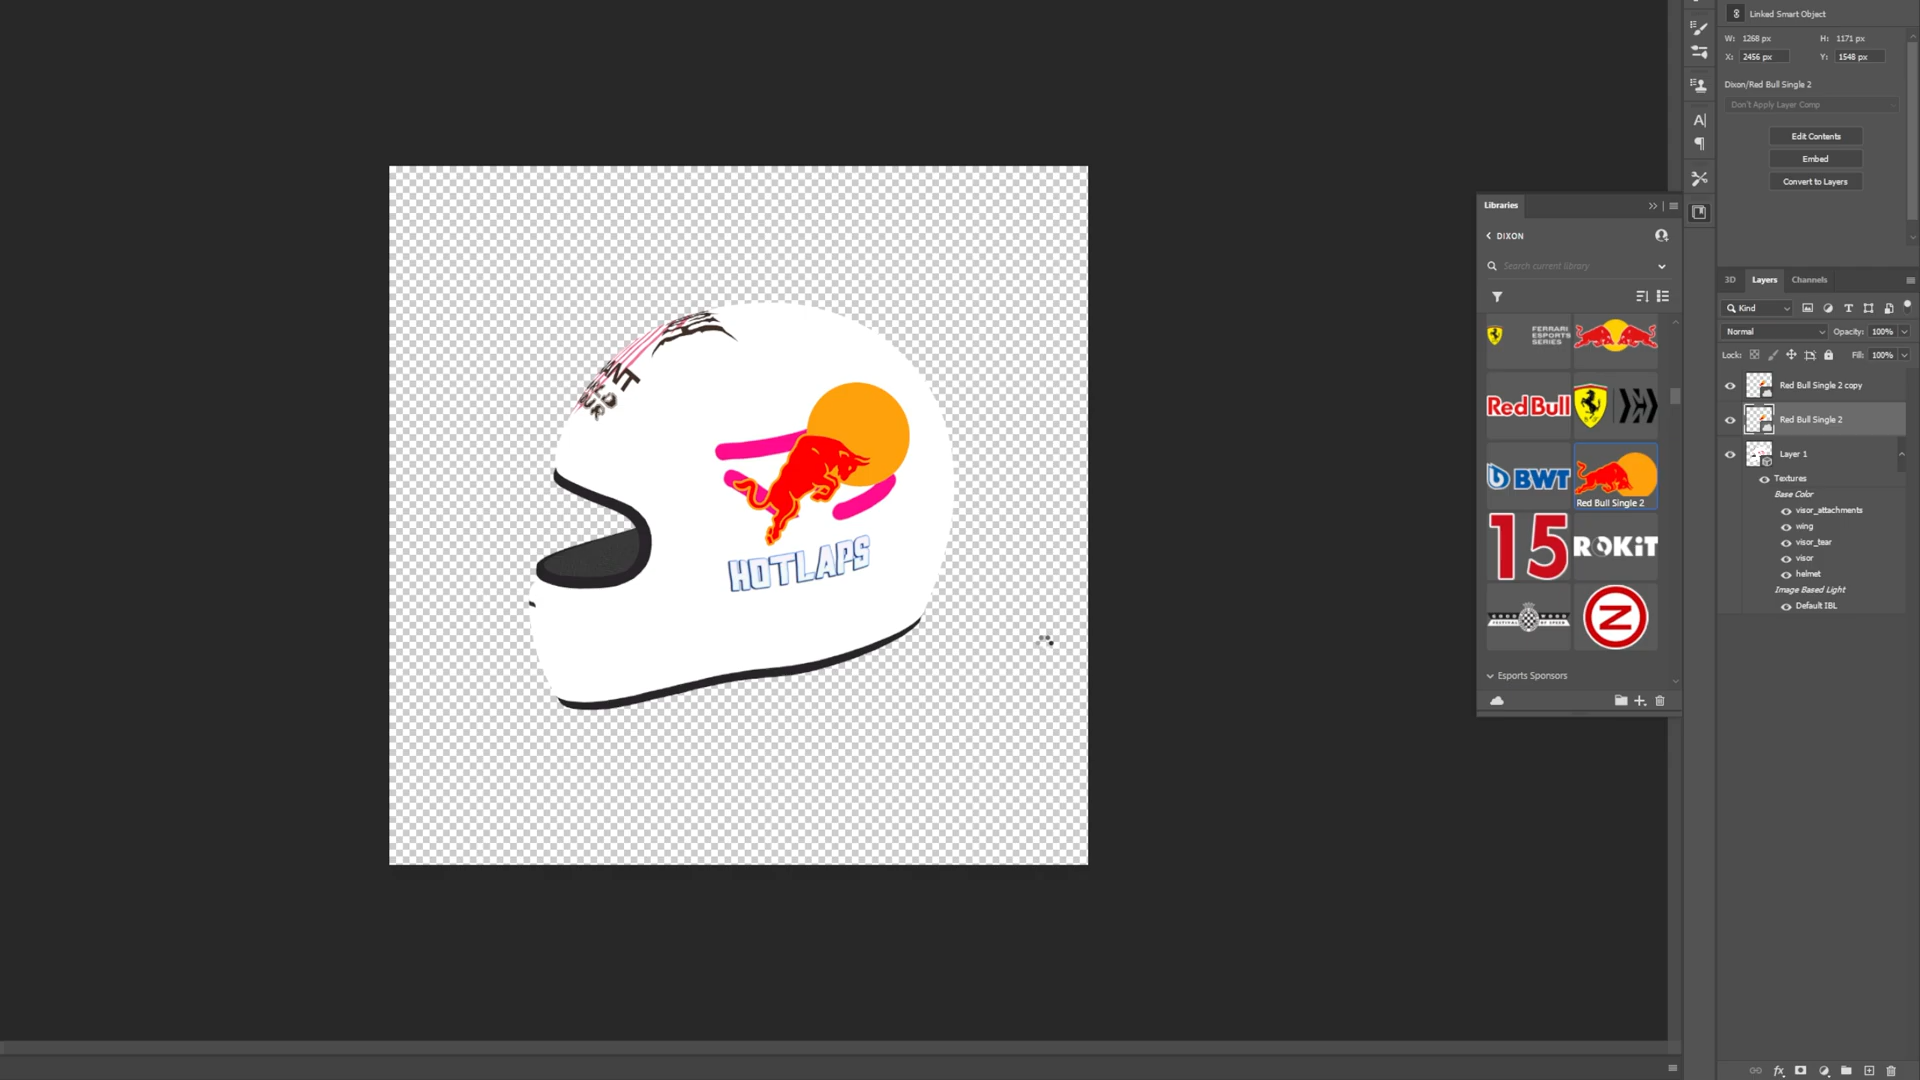 Linked Smart Object
W: 1268 px H: 1171 px
X: 2456 px Y: 1548 px
Dixon/Red Bull Single 2
Don't Apply Layer Comp
Edit Contents
Embed
Convert to Layers
Libraries
DIXON
Search current library
FERRARI
ESPORTS
SERIES
Red Bull
BWT
Red Bull Single 2
15
ROKiT
Z
Esports Sponsors
3D Layers Channels
Kind
Normal Opacity: 100%
Lock: Fill: 100%
Red Bull Single 2 copy
Red Bull Single 2
Layer 1
Textures
Base Color
visor_attachments
wing
visor_tear
visor
helmet
Image Based Light
Default IBL
HOTLAPS